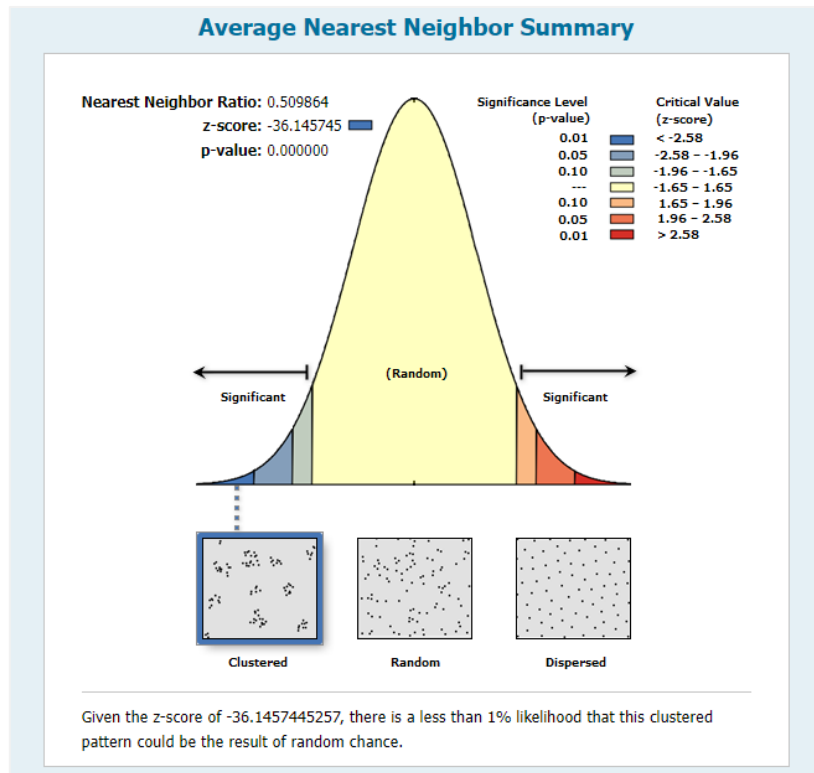 Average Nearest Neighbor Summary
Nearest Neighbor Ratio: 0.509864
z-score: -36.145745
p-value: 0.000000
Significance Level Critical Value
(p-value) (z-score)
0.01 < -2.58
0.05 -2.58 - -1.96
0.10 -1.96 - -1.65
--- -1.65 - 1.65
0.10 1.65 - 1.96
0.05 1.96 - 2.58
0.01 > 2.58
(Random)
Significant Significant
Clustered Random Dispersed
Given the z-score of -36.1457445257, there is a less than 1% likelihood that this clustered
pattern could be the result of random chance.